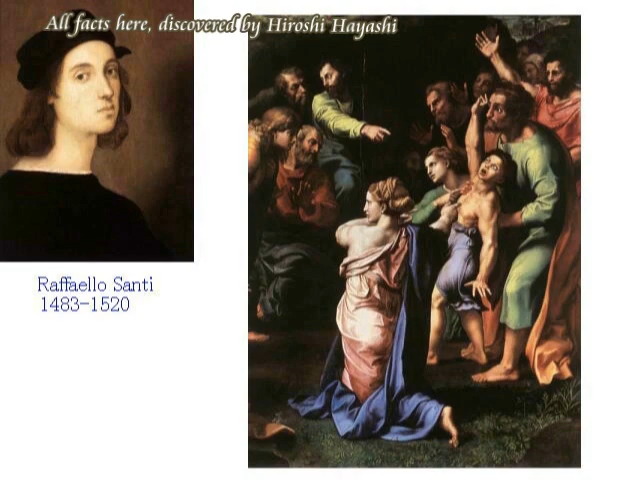 All facts here, discovered by Hiroshi Hayashi
Raffaello Santi
1483-1520